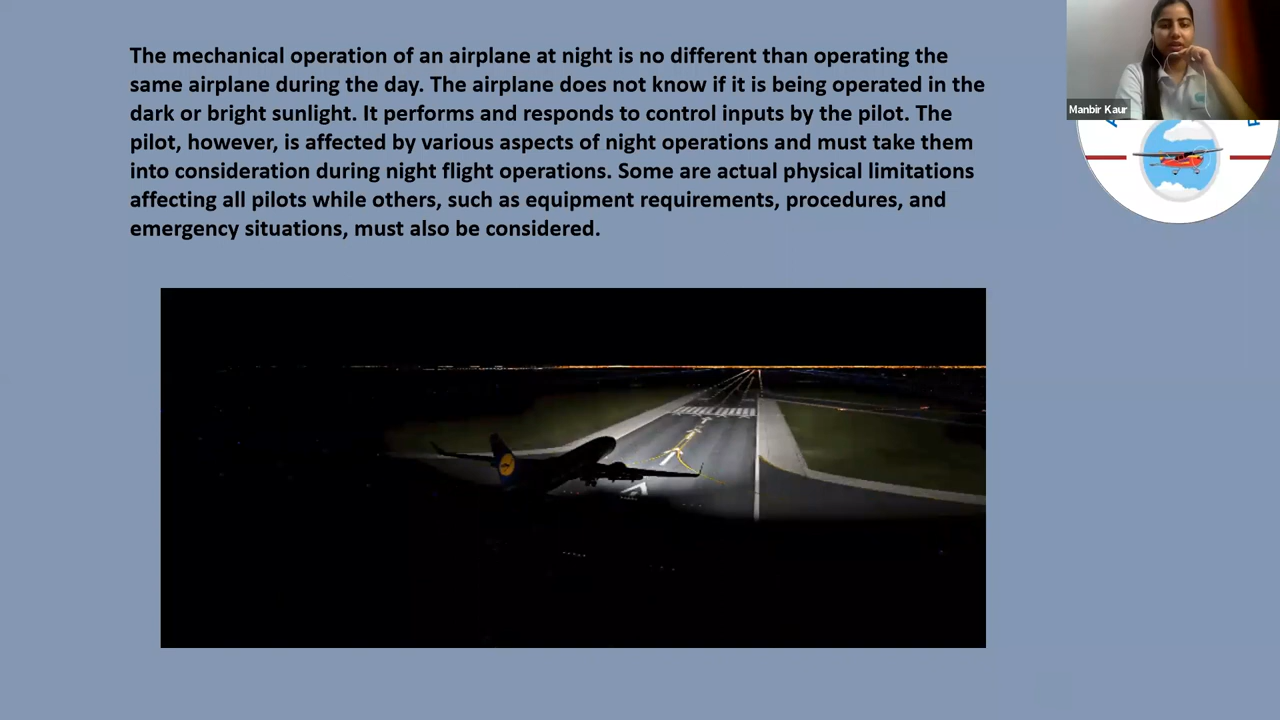 The mechanical operation of an airplane at night is no different than operating the
same airplane during the day. The airplane does not know if it is being operated in the
dark or bright sunlight. It performs and responds to control inputs by the pilot. The
pilot, however, is affected by various aspects of night operations and must take them
into consideration during night flight operations. Some are actual physical limitations
affecting all pilots while others, such as equipment requirements, procedures, and
emergency situations, must also be considered.
Manbir Kaur